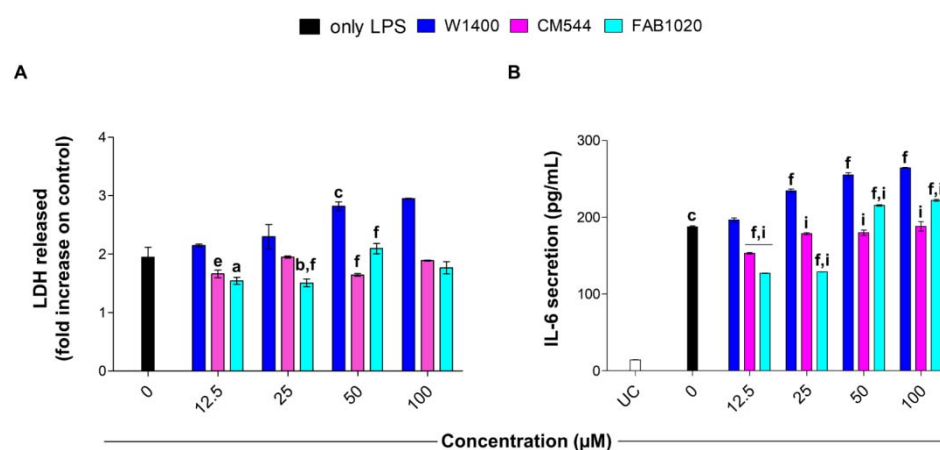 only LPS W1400 CM544 FAB1020
A
B
LDH released
(fold increase on control)
4
3
2
1
0
e
a
b,f
c
f
f
0
12.5
25
50
100
IL-6 secretion (pg/mL)
300
200
100
0
c
f,i
f
i
f,i
f
i
f,i
f
i
f,i
UC
0
12.5
25
50
100
Concentration (µM)